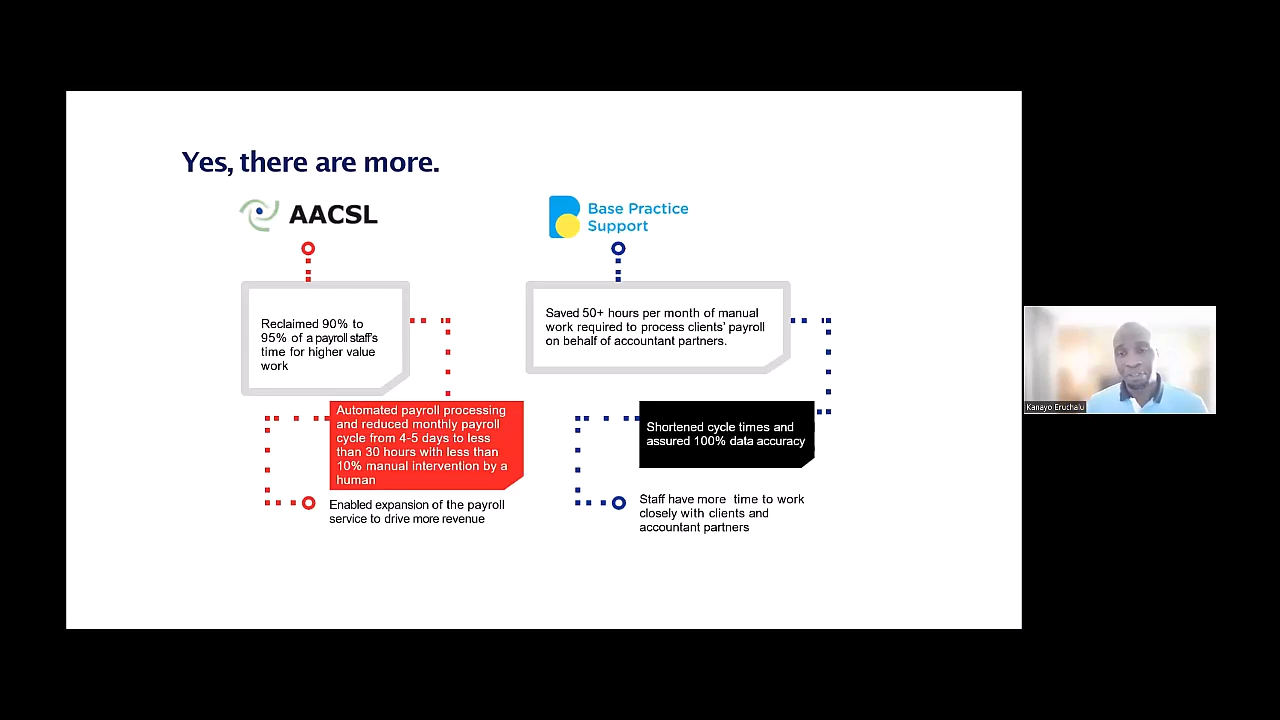 Yes, there are more.
AACSL
Reclaimed 90% to
95% of a payroll staff's
time for higher value
work
Automated payroll processing
and reduced monthly payroll
cycle from 4-5 days to less
than 30 hours with less than
10% manual intervention by a
human
Enabled expansion of the payroll
service to drive more revenue
Base Practice
Support
Saved 50+ hours per month of manual
work required to process clients' payroll
on behalf of accountant partners.
Shortened cycle times and
assured 100% data accuracy
Staff have more time to work
closely with clients and
accountant partners
Kanayo Eruchalu